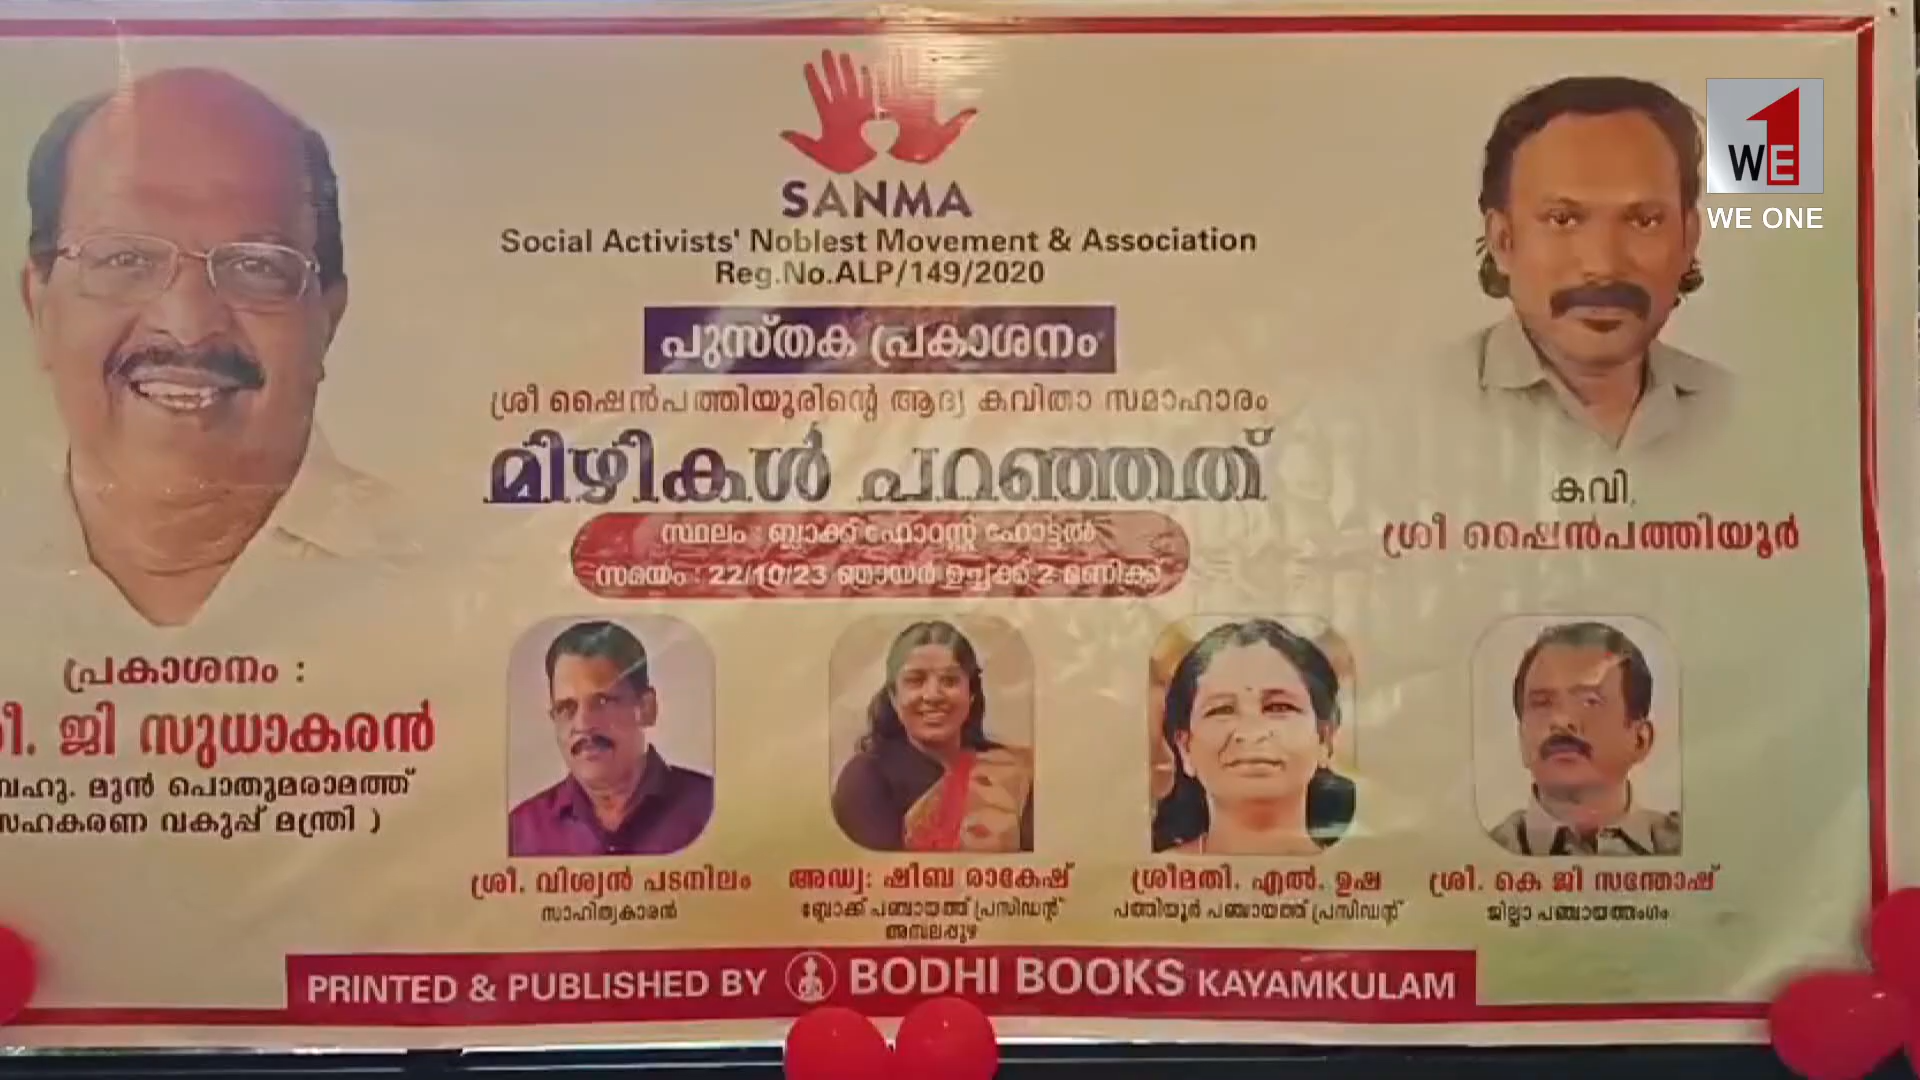 SANMA
Social Activists' Noblest Movement & Association
Reg.No.ALP/149/2020
പുസ്തക പ്രകാശനം
ശ്രീ ഷൈൻപത്തിയൂരിന്റെ ആദ്യ കവിതാ സമാഹാരം
മിഴികൾ പറഞ്ഞത്
സ്ഥലം : ബ്ലാക്ക് ഫോറസ്റ്റ് ഹോട്ടൽ
സമയം : 22/10/23 ഞായർ ഉച്ചക്ക് 2 മണിക്ക്
WE
WE ONE
കവി,
ശ്രീ ഷൈൻപത്തിയൂർ
പ്രകാശനം :
ജി സുധാകരൻ
ബഹു. മുൻ പൊതുമരാമത്ത്
സഹകരണ വകുപ്പ് മന്ത്രി )
ശ്രീ. വിശ്വൻ പടനിലം
സാഹിത്യകാരൻ
അഡ്വ: ഷീബ രാകേഷ്
ബ്ലോക്ക് പഞ്ചായത്ത് പ്രസിഡന്റ്
അമ്പലപ്പുഴ
ശ്രീമതി. എൽ. ഉഷ
പത്തിയൂർ പഞ്ചായത്ത് പ്രസിഡന്റ്
ശ്രീ. കെ ജി സന്തോഷ്
ജില്ലാ പഞ്ചായത്തംഗം
PRINTED & PUBLISHED BY BODHI BOOKS KAYAMKULAM